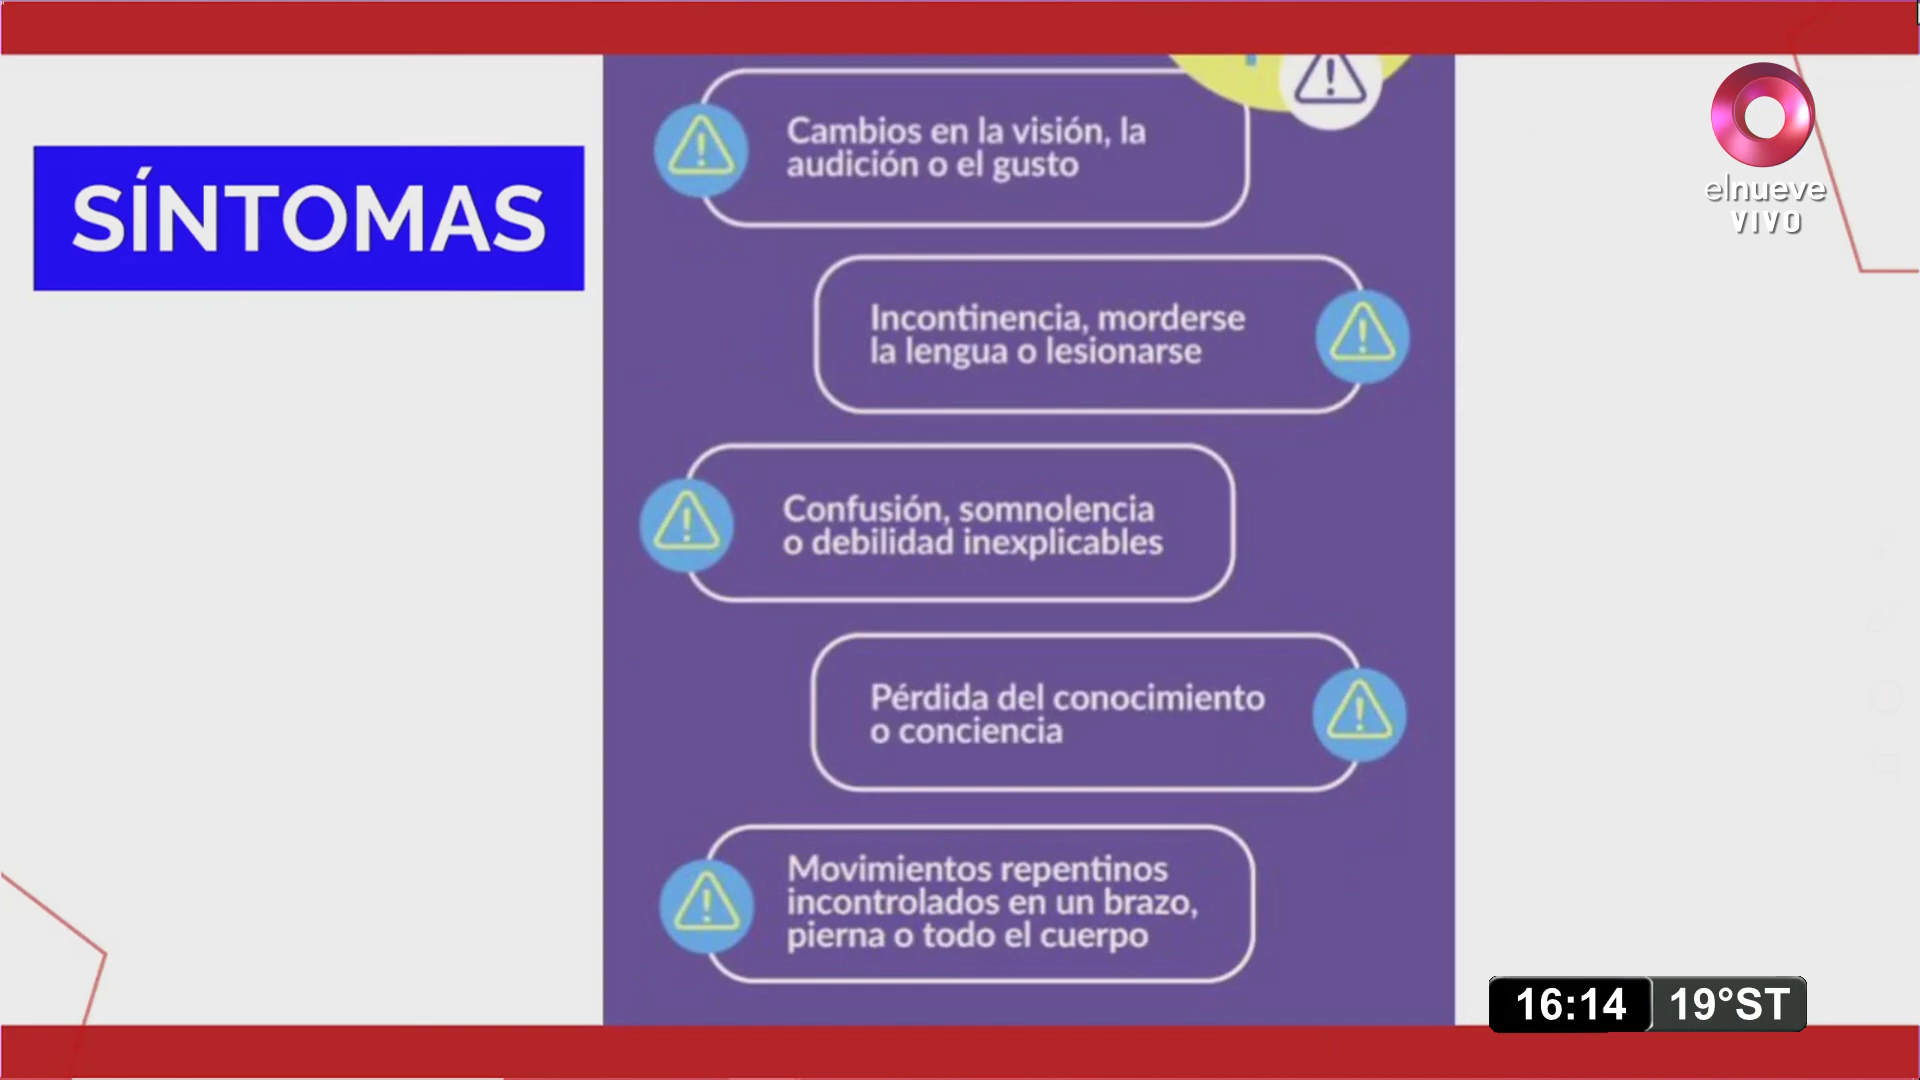 SÍNTOMAS
Cambios en la visión, la
audición o el gusto
Incontinencia, morderse
la lengua o lesionarse
Confusión, somnolencia
o debilidad inexplicables
Pérdida del conocimiento
o conciencia
Movimientos repentinos
incontrolados en un brazo,
pierna o todo el cuerpo
elnueve
VIVO
16:14 19°ST